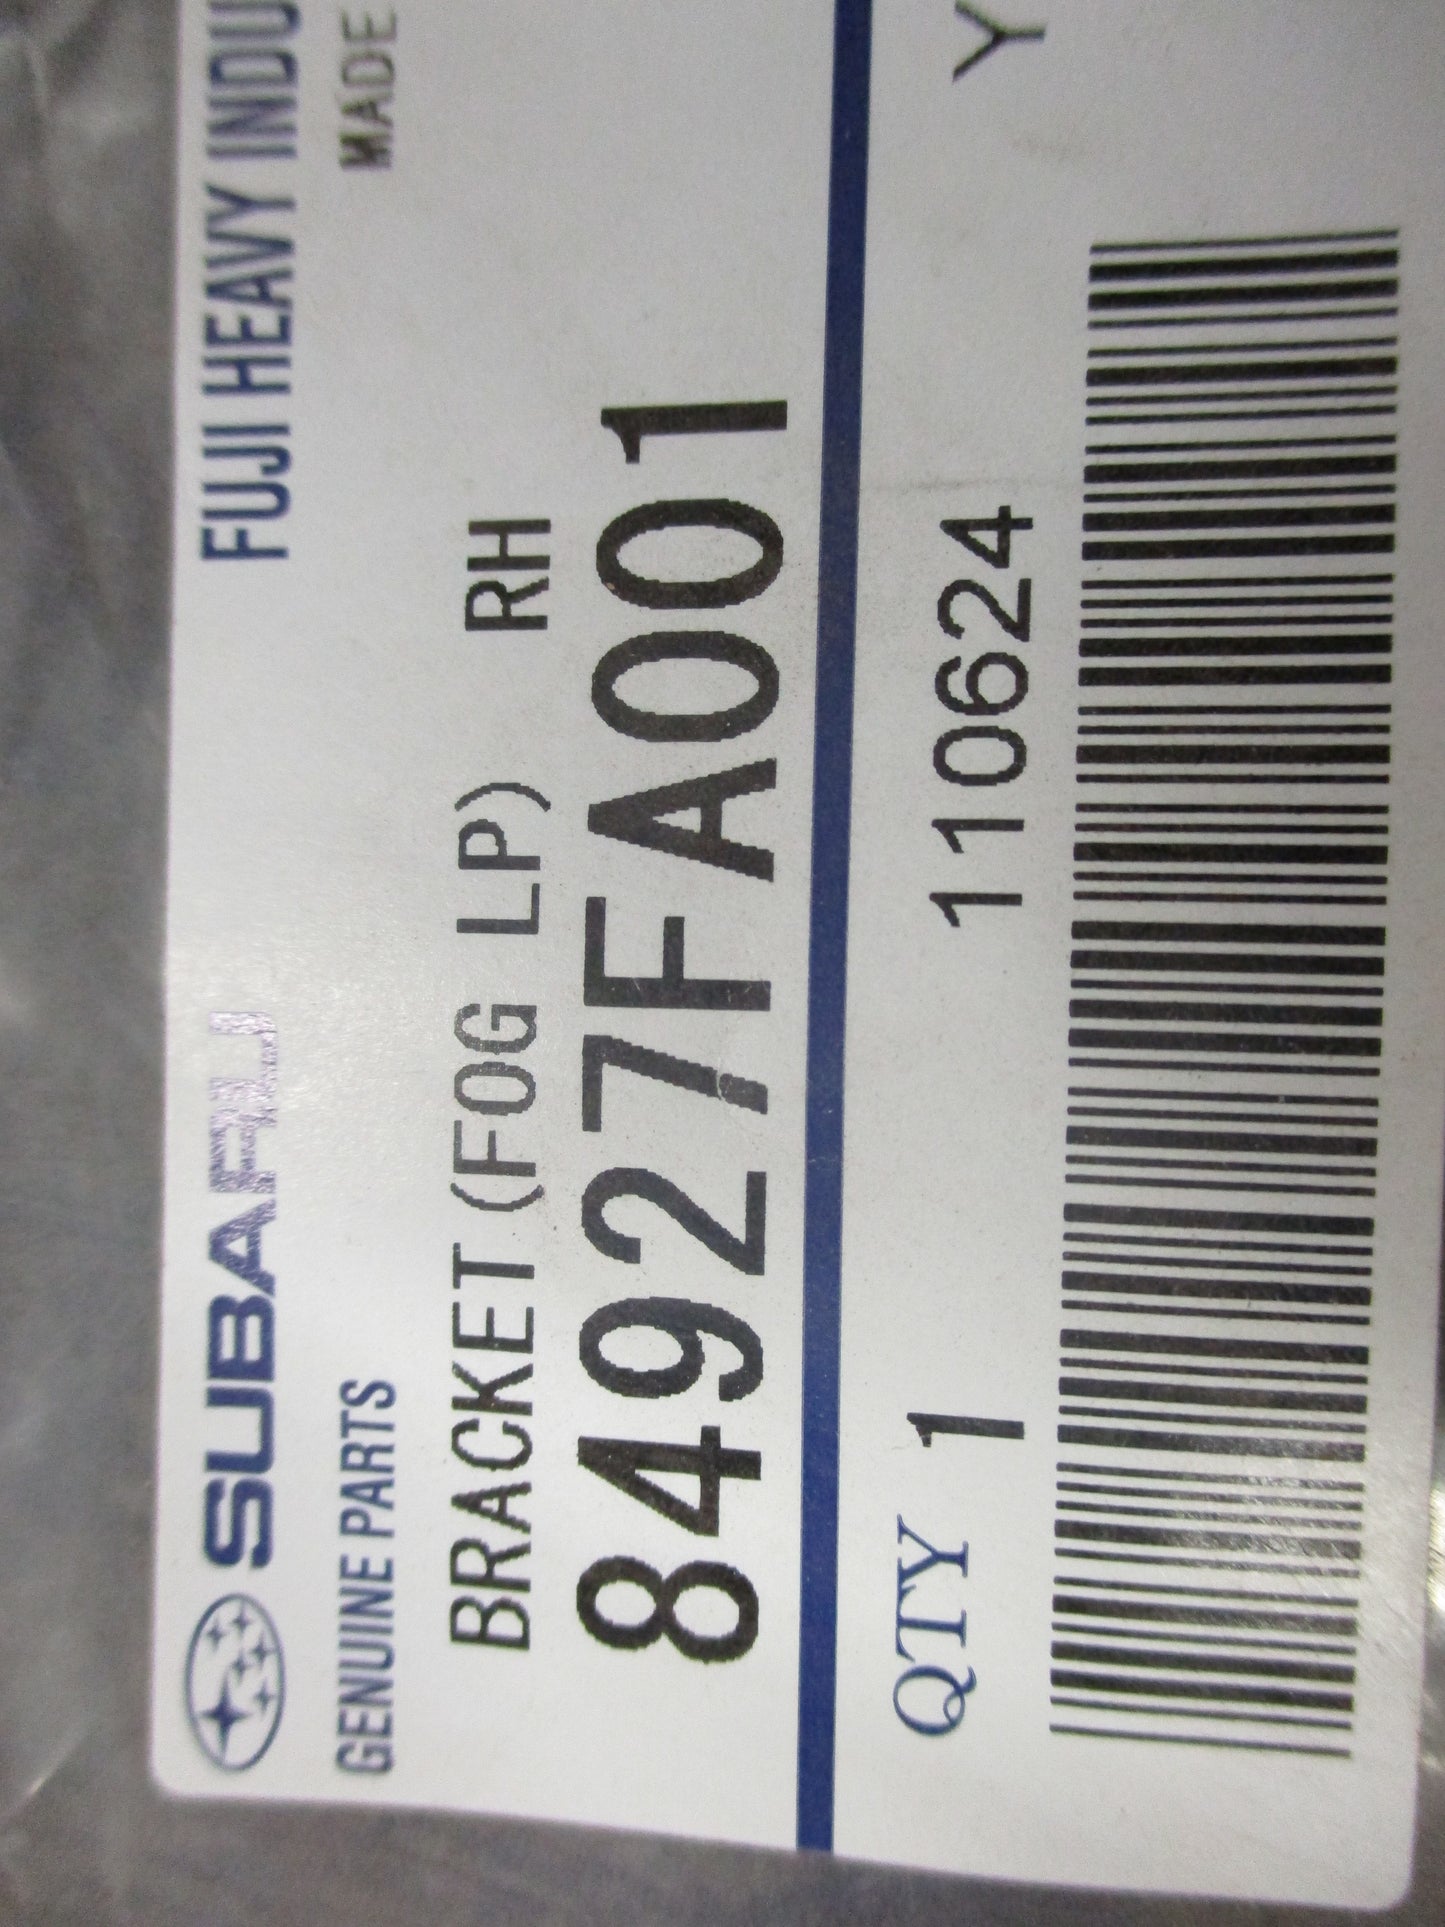 SUBARU FUJI HEAVY INDU
GENUINE PARTS MADE
BRACKET(FOG LP) RH
84927FA001
QTY 1 110624 Y